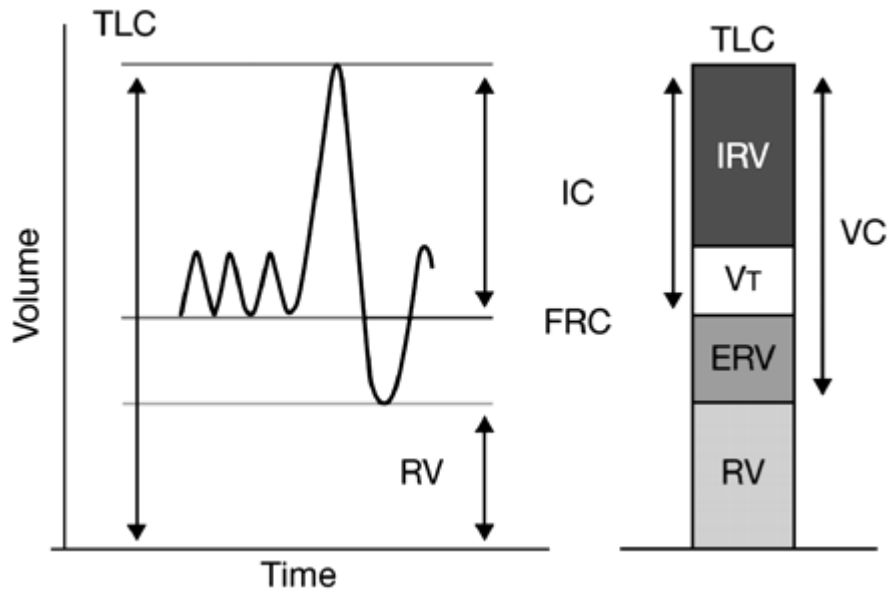 TLC
Volume
RV
Time
IC
FRC
TLC
IRV
VT
ERV
RV
VC